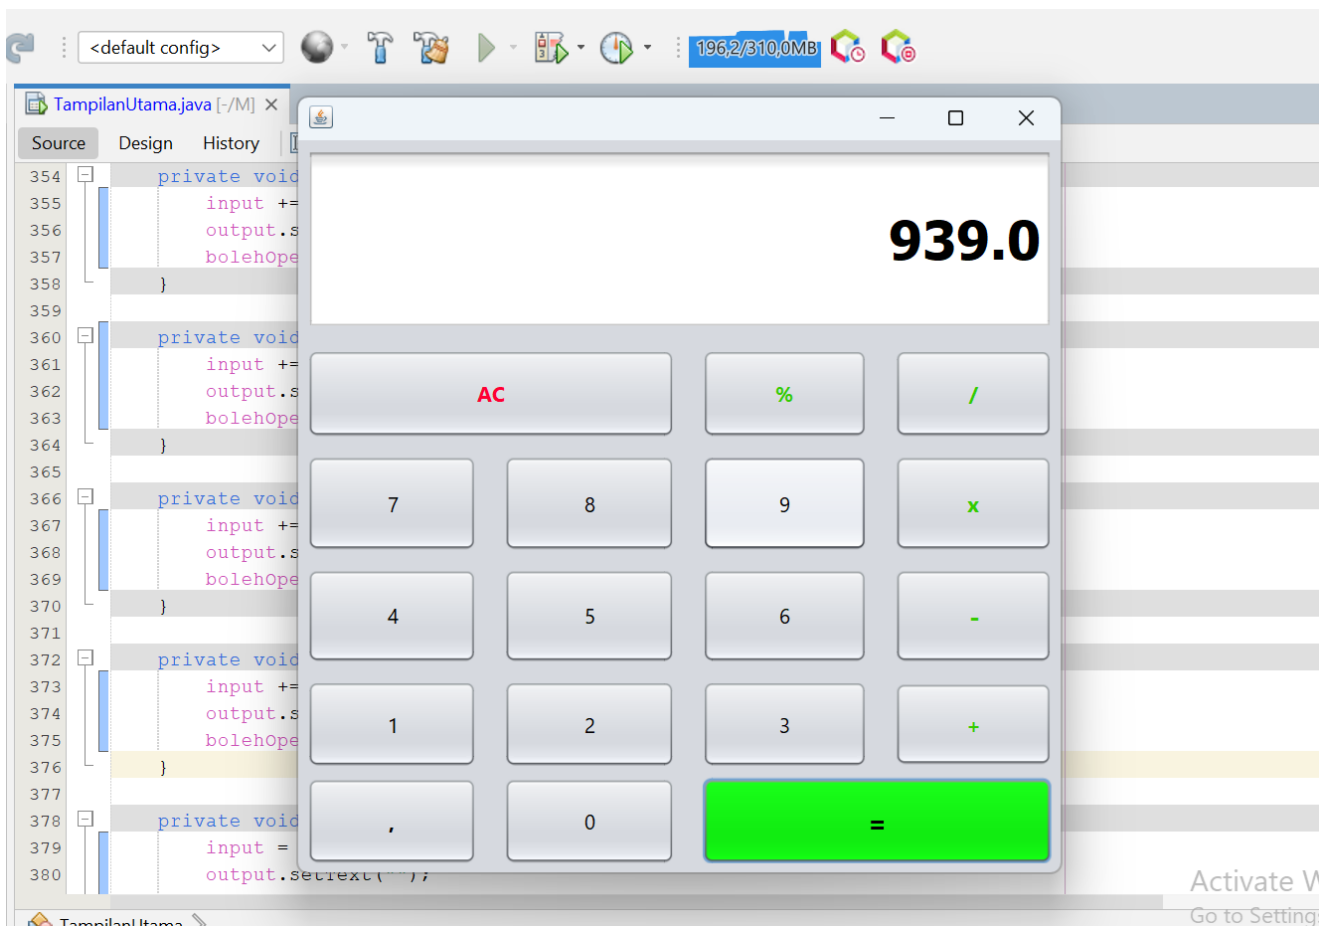 <default config>
196,2/310,0MB
TampilanUtama.java [-/M]
Source Design History
939.0
AC % /
7 8 9 x
4 5 6 -
1 2 3 +
, 0 =
354 private void
355 input +=
356 output.s
357 bolehOpe
358 }
359
360 private void
361 input +=
362 output.s
363 bolehOpe
364 }
365
366 private void
367 input +=
368 output.s
369 bolehOpe
370 }
371
372 private void
373 input +=
374 output.s
375 bolehOpe
376 }
377
378 private void
379 input =
380 output.setText("");
Activate W
Go to Settings
TampilanUtama